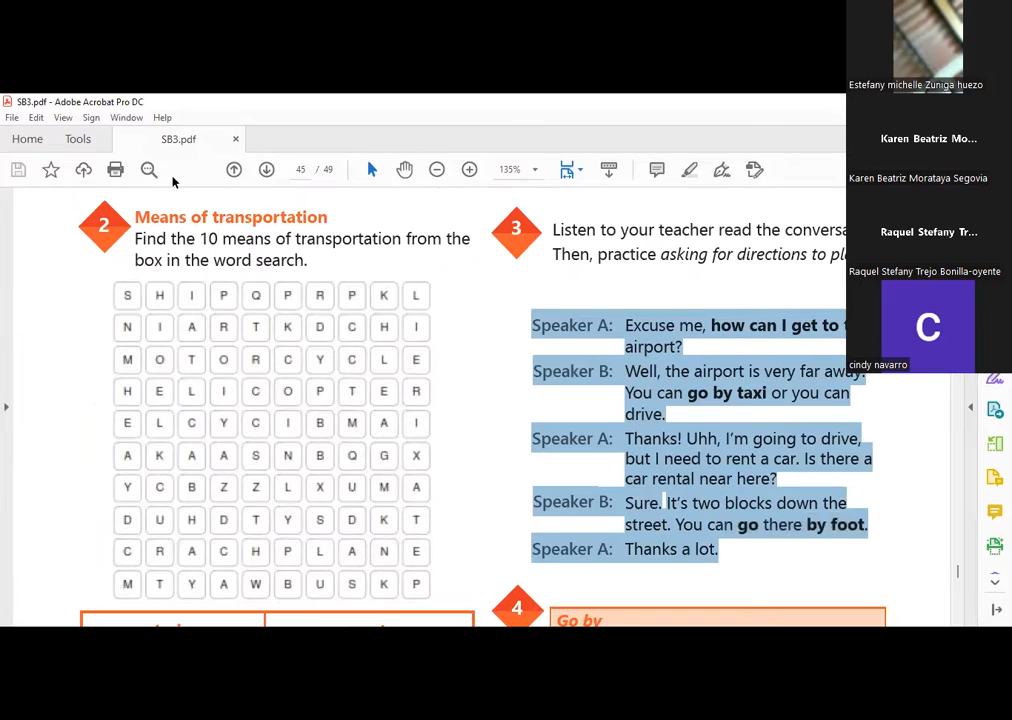 SB3.pdf - Adobe Acrobat Pro DC
File Edit View Sign Window Help
Home Tools SB3.pdf ×
45 / 49 135%
2
Means of transportation
Find the 10 means of transportation from the
box in the word search.
S H I P Q P R P K L
N I A R T K D C H I
M O T O R C Y C L E
H E L I C O P T E R
E L C Y C I B M A I
A K A A S N B Q G X
Y C B Z Z L X U M A
D U H D T Y S D K T
C R A C H P L A N E
M T Y A W B U S K P
3
Listen to your teacher read the conversa
Then, practice asking for directions to pl
Speaker A: Excuse me, how can I get to
airport?
Speaker B: Well, the airport is very far away.
You can go by taxi or you can
drive.
Speaker A: Thanks! Uhh, I'm going to drive,
but I need to rent a car. Is there a
car rental near here?
Speaker B: Sure. It's two blocks down the
street. You can go there by foot.
Speaker A: Thanks a lot.
4
Go by
Estefany michelle Zuniga huezo
Karen Beatriz Mo...
Karen Beatriz Morataya Segovia
Raquel Stefany Tr...
Raquel Stefany Trejo Bonilla-oyente
C
cindy navarro